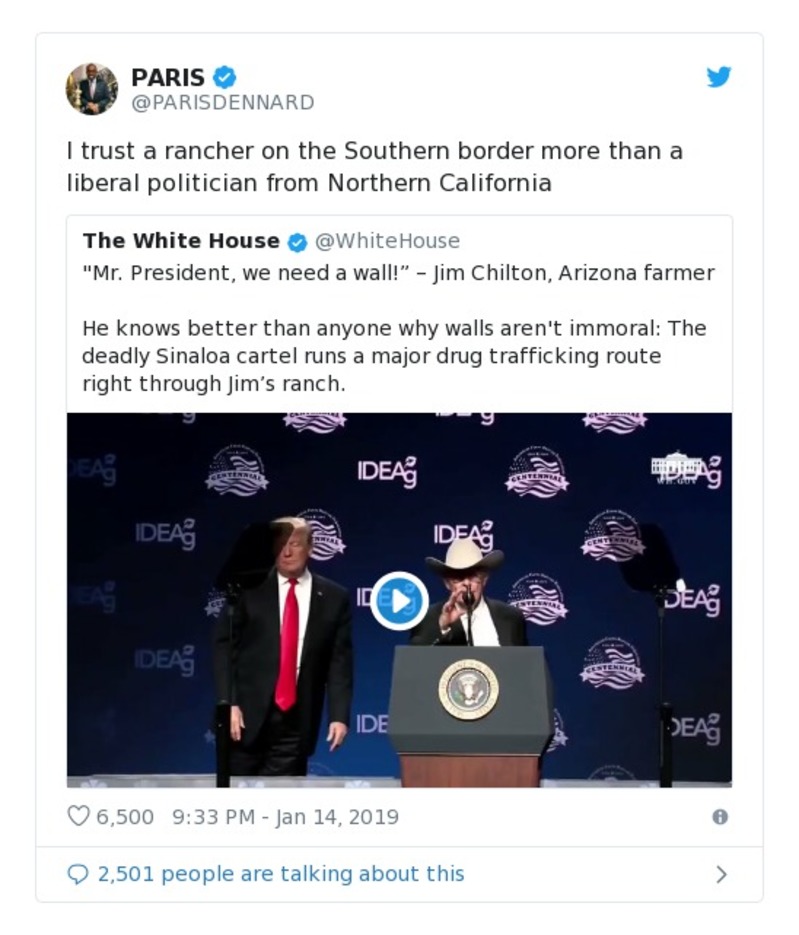 PARIS
@PARISDENNARD
I trust a rancher on the Southern border more than a
liberal politician from Northern California
The White House @WhiteHouse
"Mr. President, we need a wall!” – Jim Chilton, Arizona farmer
He knows better than anyone why walls aren't immoral: The
deadly Sinaloa cartel runs a major drug trafficking route
right through Jim’s ranch.
IDEAg
CENTENNIAL
IDEAg
CENTENNIAL
WH.GOV
IDEAg
IDEAg
IDEAg
CENTENNIAL
CENTENNIAL
IDEAg
IDEAg
CENTENNIAL
IDEAg
IDEAg
CENTENNIAL
6,500 9:33 PM - Jan 14, 2019
2,501 people are talking about this